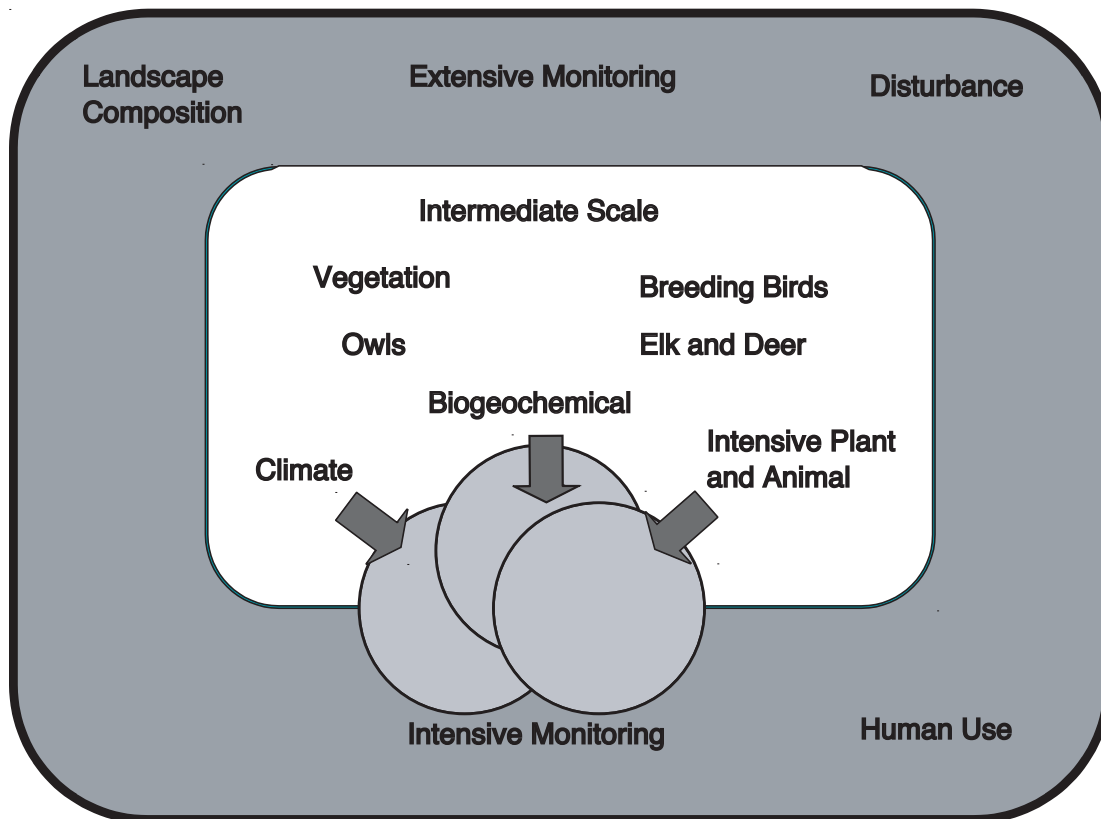 Landscape
Composition
Extensive Monitoring
Disturbance
Intermediate Scale
Vegetation
Breeding Birds
Owls
Elk and Deer
Biogeochemical
Climate
Intensive Plant
and Animal
Intensive Monitoring
Human Use